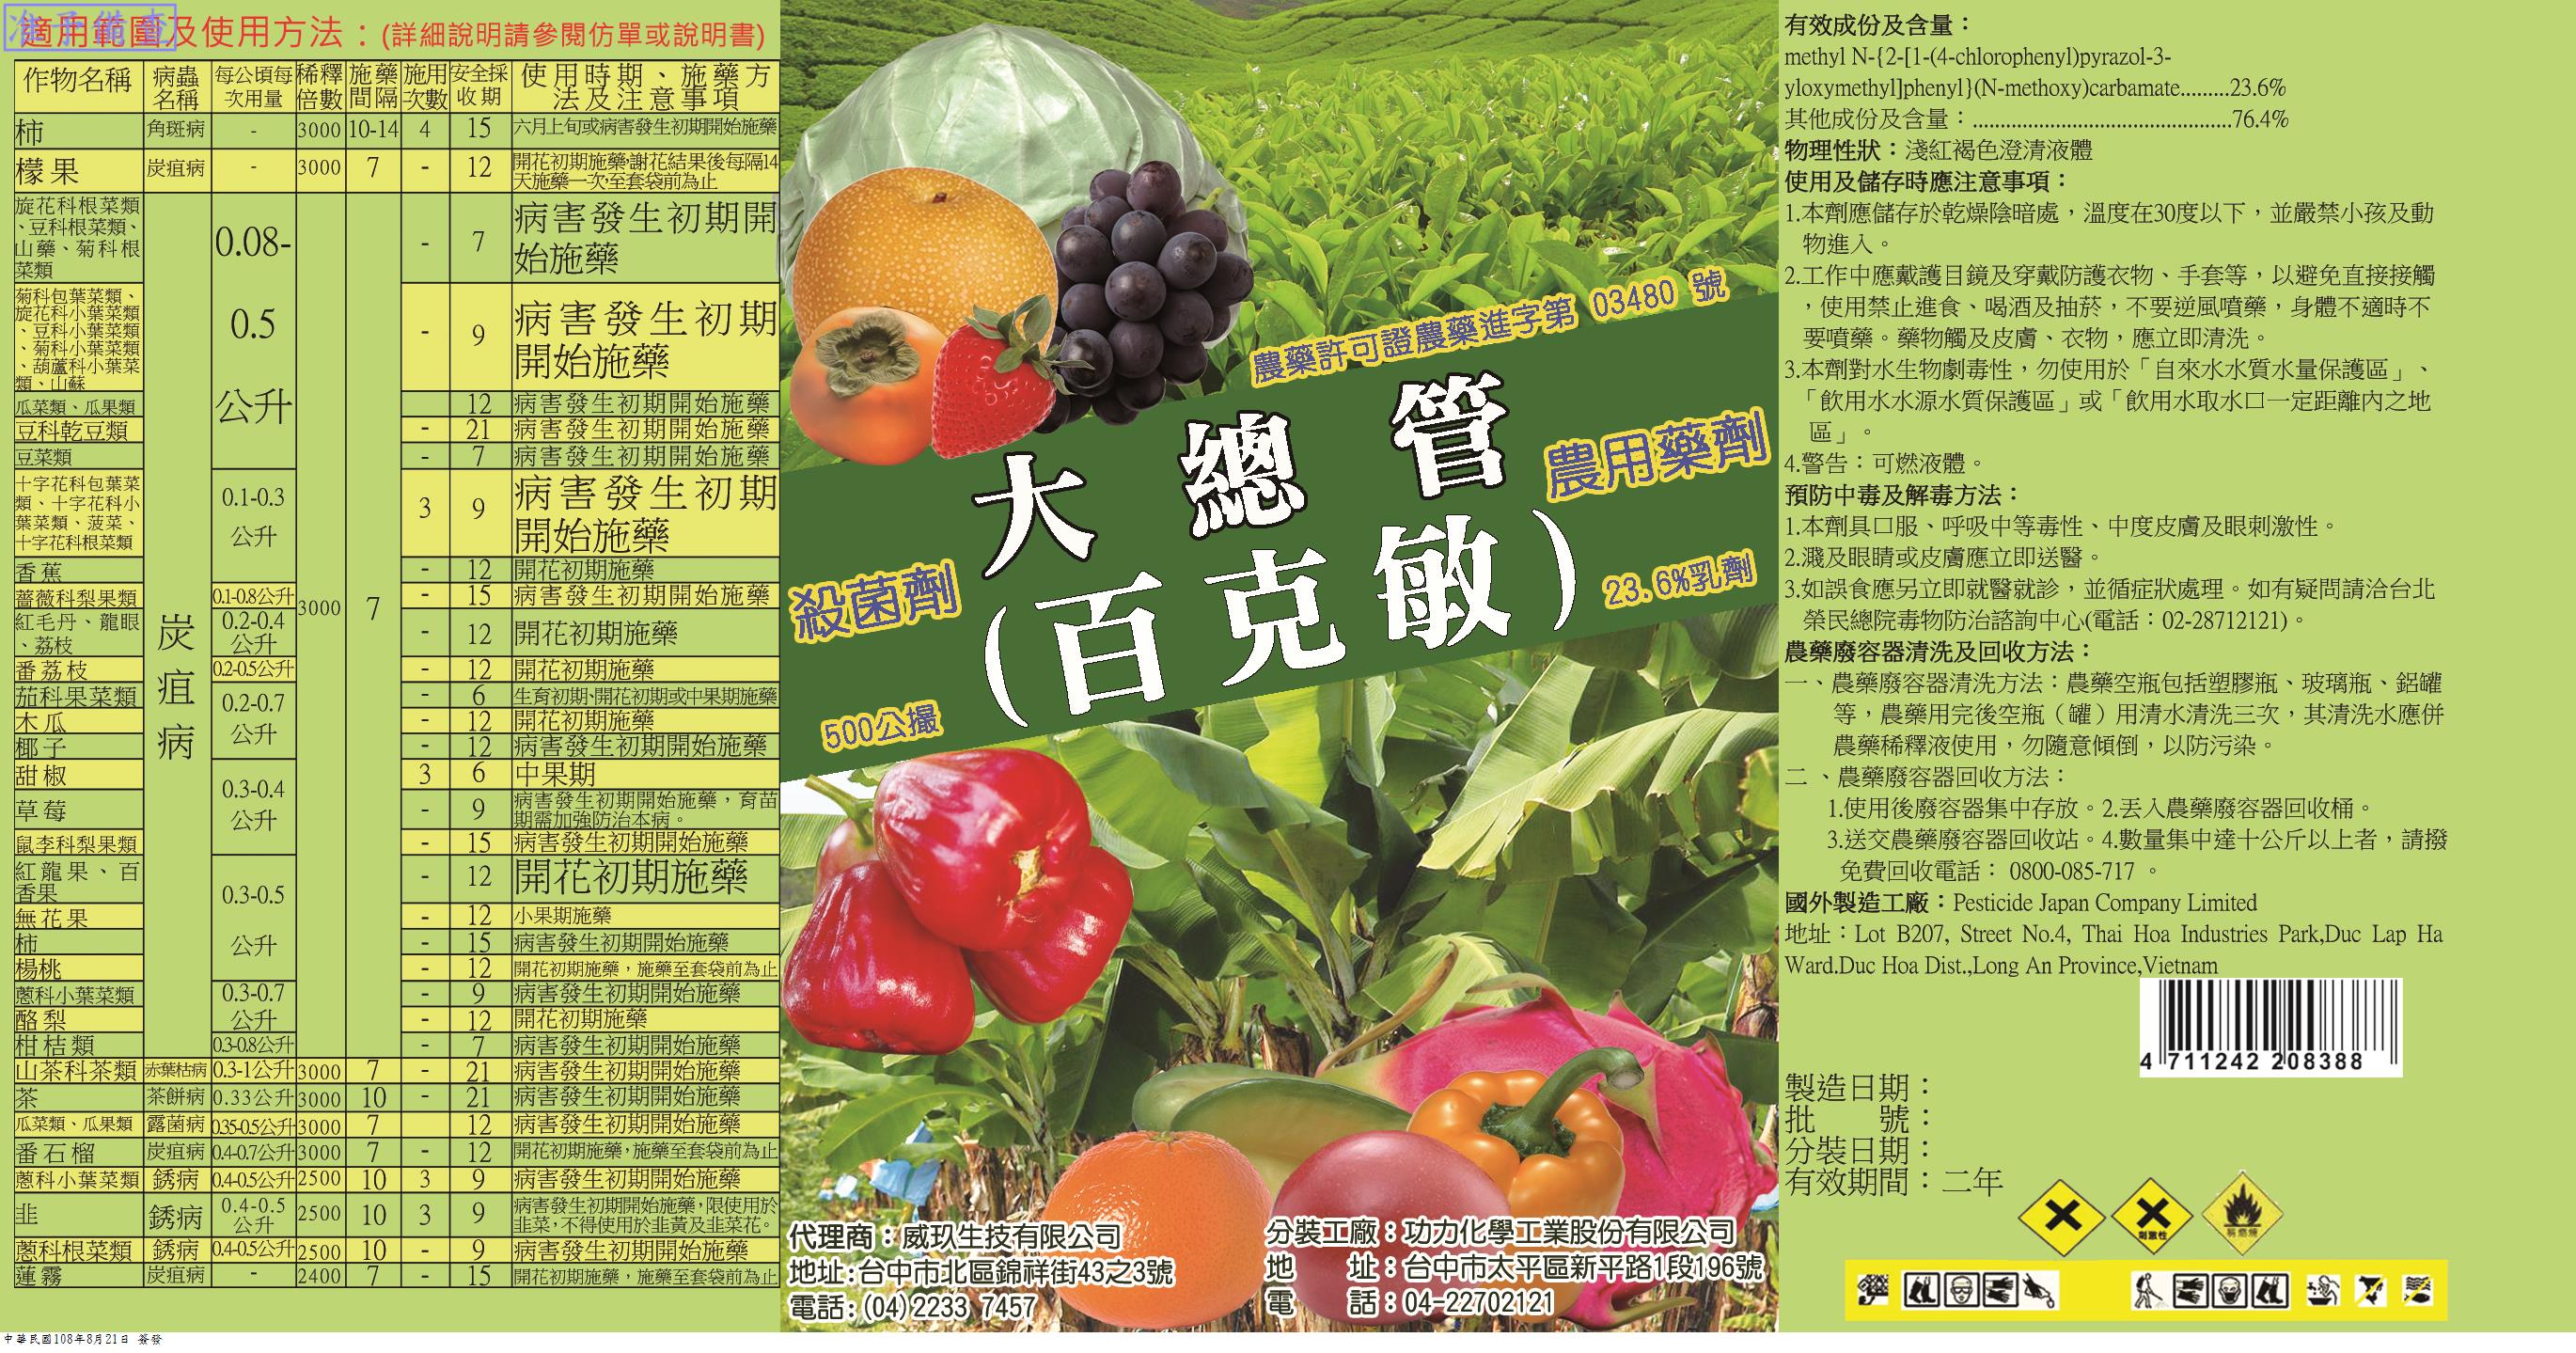 准予備查
適用範圍及使用方法：(詳細說明請參閱仿單或說明書)
作物名稱 病蟲名稱 每公頃每次用量 稀釋倍數 施藥間隔 施用次數 安全採收期 使用時期、施藥方法及注意事項
柿 角斑病 - 3000 10-14 4 15 六月上旬或病害發生初期開始施藥
檬果 炭疽病 - 3000 7 - 12 開花初期施藥,謝花結果後每隔14天施藥一次,至套袋前為止
旋花科根菜類、豆科根菜類、山藥、菊科根菜類 炭疽病 0.08-0.5公升 3000 7 - 7 病害發生初期開始施藥
菊科包葉菜類、旋花科小葉菜類、豆科小葉菜類、菊科小葉菜類、葫蘆科小葉菜類、山蘇 - 9 病害發生初期開始施藥
瓜菜類、瓜果類 12 病害發生初期開始施藥
豆科乾豆類 - 21 病害發生初期開始施藥
豆菜類 - 7 病害發生初期開始施藥
十字花科包葉菜類、十字花科小葉菜類、菠菜、十字花科根菜類 0.1-0.3公升 3 9 病害發生初期開始施藥
香蕉 - 12 開花初期施藥
薔薇科梨果類 0.1-0.8公升 - 15 病害發生初期開始施藥
紅毛丹、龍眼、荔枝 0.2-0.4公升 - 12 開花初期施藥
番荔枝 0.2-0.5公升 - 12 開花初期施藥
茄科果菜類 0.2-0.7公升 - 6 生育初期、開花初期或中果期施藥
木瓜 - 12 開花初期施藥
椰子 - 12 病害發生初期開始施藥
甜椒 0.3-0.4公升 3 6 中果期
草莓 - 9 病害發生初期開始施藥，育苗期需加強防治本病。
鼠李科梨果類 - 15 病害發生初期開始施藥
紅龍果、百香果 0.3-0.5公升 - 12 開花初期施藥
無花果 - 12 小果期施藥
柿 - 15 病害發生初期開始施藥
楊桃 - 12 開花初期施藥，施藥至套袋前為止
蔥科小葉菜類 0.3-0.7公升 - 9 病害發生初期開始施藥
酪梨 - 12 開花初期施藥
柑桔類 0.3-0.8公升 - 7 病害發生初期開始施藥
山茶科茶類 赤葉枯病 0.3-1公升 3000 7 - 21 病害發生初期開始施藥
茶 茶餅病 0.33公升 3000 10 - 21 病害發生初期開始施藥
瓜菜類、瓜果類 露菌病 0.35-0.5公升 3000 7 12 病害發生初期開始施藥
番石榴 炭疽病 0.4-0.7公升 3000 7 - 12 開花初期施藥,施藥至套袋前為止
蔥科小葉菜類 銹病 0.4-0.5公升 2500 10 3 9 病害發生初期開始施藥
韭 銹病 0.4-0.5公升 2500 10 3 9 病害發生初期開始施藥,限使用於韭菜,不得使用於韭黃及韭菜花。
蔥科根菜類 銹病 0.4-0.5公升 2500 10 - 9 病害發生初期開始施藥
蓮霧 炭疽病 - 2400 7 - 15 開花初期施藥，施藥至套袋前為止
中華民國108年8月21日 簽發
農藥許可證農藥進字第 03480 號
大總管
農用藥劑
(百克敏)
殺菌劑
23.6%乳劑
500公撮
代理商：威玖生技有限公司
地址:台中市北區錦祥街43之3號
電話:(04)2233 7457
分裝工廠：功力化學工業股份有限公司
地　　址：台中市太平區新平路1段196號
電　　話：04-22702121
有效成份及含量：
methyl N-{2-[1-(4-chlorophenyl)pyrazol-3-
yloxymethyl]phenyl}(N-methoxy)carbamate.........23.6%
其他成份及含量：...............................................76.4%
物理性狀：淺紅褐色澄清液體
使用及儲存時應注意事項：
1.本劑應儲存於乾燥陰暗處，溫度在30度以下，並嚴禁小孩及動
物進入。
2.工作中應戴護目鏡及穿戴防護衣物、手套等，以避免直接接觸
，使用禁止進食、喝酒及抽菸，不要逆風噴藥，身體不適時不
要噴藥。藥物觸及皮膚、衣物，應立即清洗。
3.本劑對水生物劇毒性，勿使用於「自來水水質水量保護區」、
「飲用水水源水質保護區」或「飲用水取水口一定距離內之地
區」。
4.警告：可燃液體。
預防中毒及解毒方法：
1.本劑具口服、呼吸中等毒性、中度皮膚及眼刺激性。
2.濺及眼睛或皮膚應立即送醫。
3.如誤食應另立即就醫就診，並循症狀處理。如有疑問請洽台北
榮民總院毒物防治諮詢中心(電話：02-28712121)。
農藥廢容器清洗及回收方法：
一、農藥廢容器清洗方法：農藥空瓶包括塑膠瓶、玻璃瓶、鋁罐
等，農藥用完後空瓶（罐）用清水清洗三次，其清洗水應併
農藥稀釋液使用，勿隨意傾倒，以防污染。
二、農藥廢容器回收方法：
1.使用後廢容器集中存放。2.丟入農藥廢容器回收桶。
3.送交農藥廢容器回收站。4.數量集中達十公斤以上者，請撥
免費回收電話： 0800-085-717 。
國外製造工廠：Pesticide Japan Company Limited
地址：Lot B207, Street No.4, Thai Hoa Industries Park,Duc Lap Ha
Ward.Duc Hoa Dist.,Long An Province,Vietnam
4 711242 208388
製造日期：
批　　號：
分裝日期：
有效期間：二年
刺激性